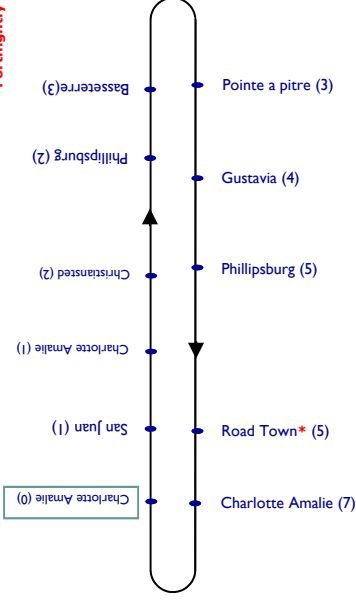 Fortnightly
Basseterre(3)
Phillipsburg (2)
Christiansted (2)
Charlotte Amalie (1)
San Juan (1)
Charlotte Amalie (0)
Pointe a pitre (3)
Gustavia (4)
Phillipsburg (5)
Road Town* (5)
Charlotte Amalie (7)